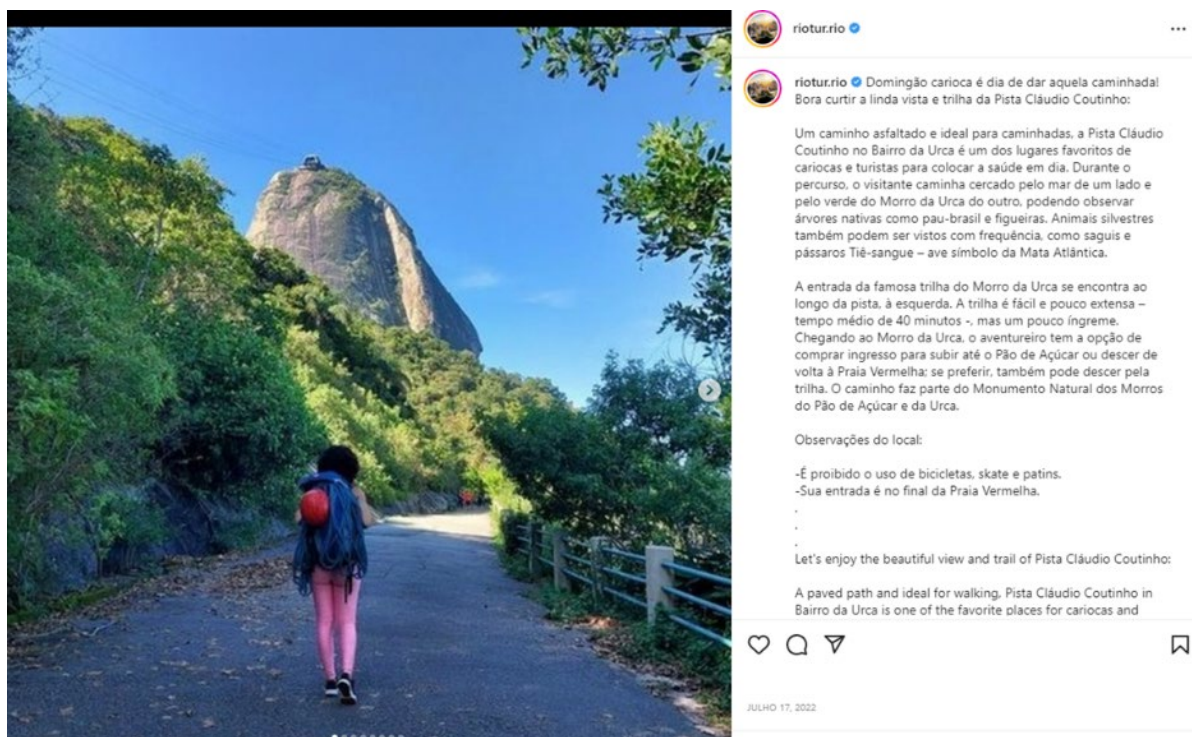 riotur.rio
riotur.rio Domingão carioca é dia de dar aquela caminhada!
Bora curtir a linda vista e trilha da Pista Cláudio Coutinho:
Um caminho asfaltado e ideal para caminhadas, a Pista Cláudio
Coutinho no Bairro da Urca é um dos lugares favoritos de
cariocas e turistas para colocar a saúde em dia. Durante o
percurso, o visitante caminha cercado pelo mar de um lado e
pelo verde do Morro da Urca do outro, podendo observar
árvores nativas como pau-brasil e figueiras. Animais silvestres
também podem ser vistos com frequência, como saguis e
pássaros Tiê-sangue – ave símbolo da Mata Atlântica.
A entrada da famosa trilha do Morro da Urca se encontra ao
longo da pista, à esquerda. A trilha é fácil e pouco extensa –
tempo médio de 40 minutos -, mas um pouco íngreme.
Chegando ao Morro da Urca, o aventureiro tem a opção de
comprar ingresso para subir até o Pão de Açúcar ou descer de
volta à Praia Vermelha; se preferir, também pode descer pela
trilha. O caminho faz parte do Monumento Natural dos Morros
do Pão de Açúcar e da Urca.
Observações do local:
-É proibido o uso de bicicletas, skate e patins.
-Sua entrada é no final da Praia Vermelha.
.
.
.
Let's enjoy the beautiful view and trail of Pista Cláudio Coutinho:
A paved path and ideal for walking, Pista Cláudio Coutinho in
Bairro da Urca is one of the favorite places for cariocas and
JULHO 17, 2022